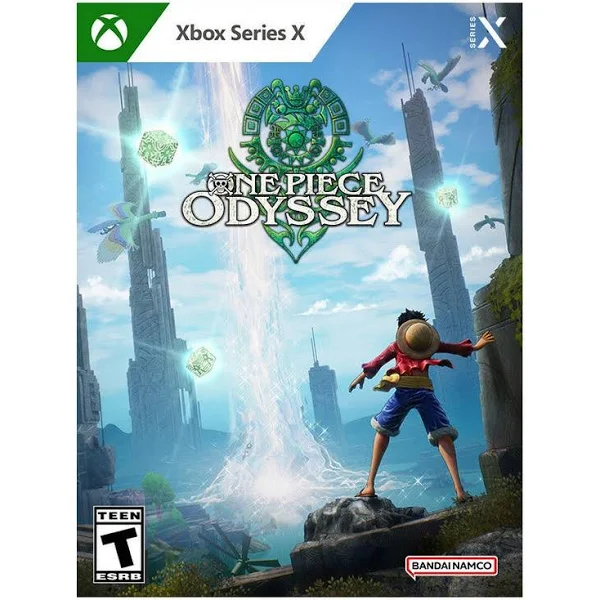 Xbox Series X
SERIES X
ONE PIECE
ODYSSEY
TEEN
T
ESRB
BANDAI NAMCO